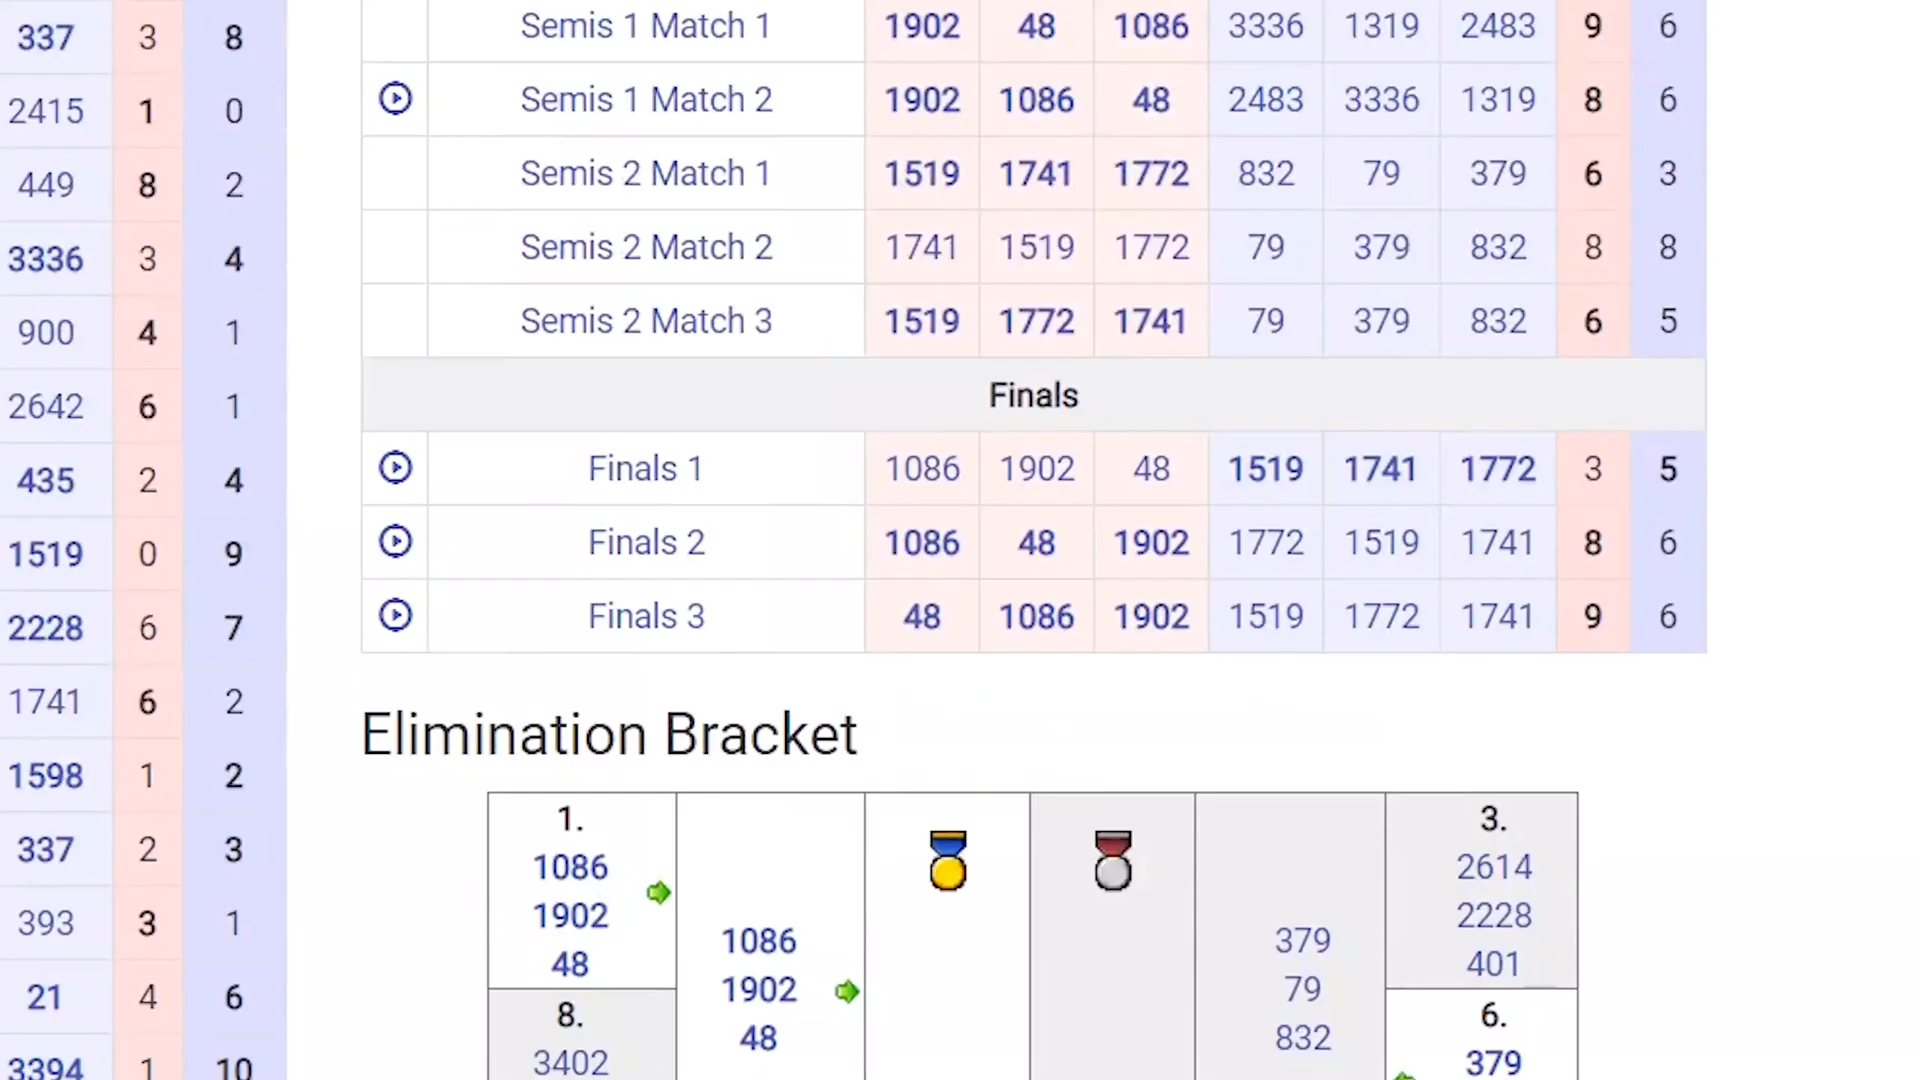 337 3 8
2415 1 0
449 8 2
3336 3 4
900 4 1
2642 6 1
435 2 4
1519 0 9
2228 6 7
1741 6 2
1598 1 2
337 2 3
393 3 1
21 4 6
3394 1 10
Semis 1 Match 1 1902 48 1086 3336 1319 2483 9 6
Semis 1 Match 2 1902 1086 48 2483 3336 1319 8 6
Semis 2 Match 1 1519 1741 1772 832 79 379 6 3
Semis 2 Match 2 1741 1519 1772 79 379 832 8 8
Semis 2 Match 3 1519 1772 1741 79 379 832 6 5
Finals
Finals 1 1086 1902 48 1519 1741 1772 3 5
Finals 2 1086 48 1902 1772 1519 1741 8 6
Finals 3 48 1086 1902 1519 1772 1741 9 6
Elimination Bracket
1.
1086
1902
48
8.
3402
1086
1902
48
379
79
832
3.
2614
2228
401
6.
379